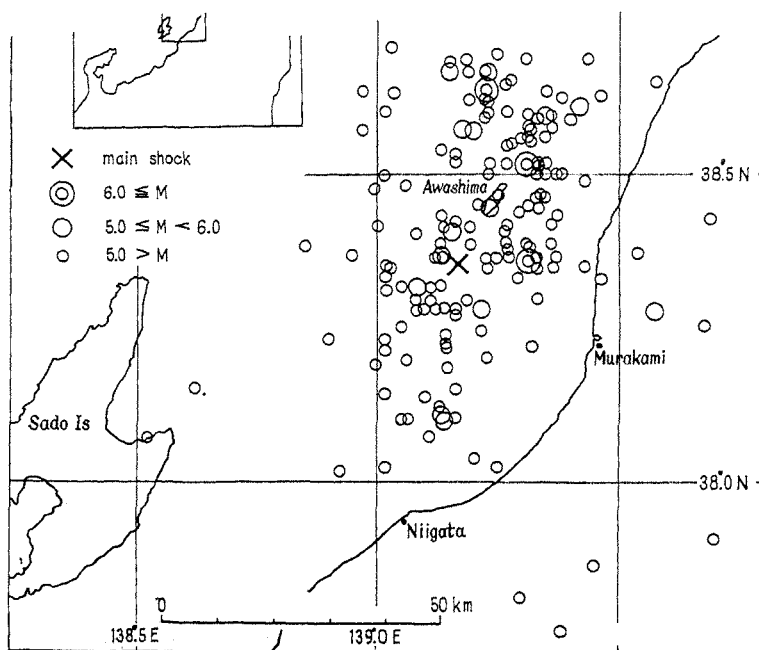 main shock
6.0 ≦ M
5.0 ≦ M < 6.0
5.0 > M
Awashima
38.5 N
Murakami
Sado Is
38.0 N
Niigata
0
50 km
138.5 E
139.0 E